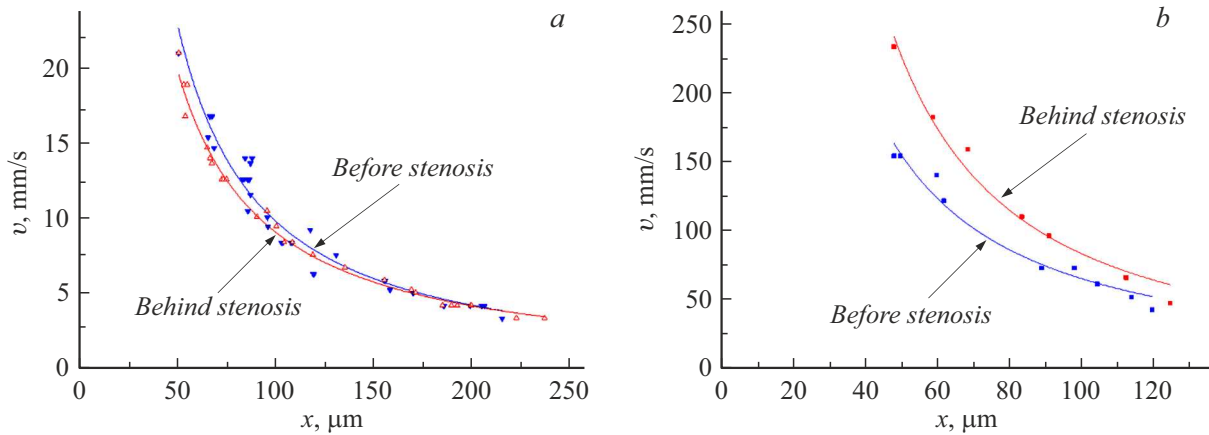 a
20
15
10
5
0
v, mm/s
Before stenosis
Behind stenosis
0 50 100 150 200 250
x, μm
b
250
200
150
100
50
0
v, mm/s
Behind stenosis
Before stenosis
0 20 40 60 80 100 120
x, μm